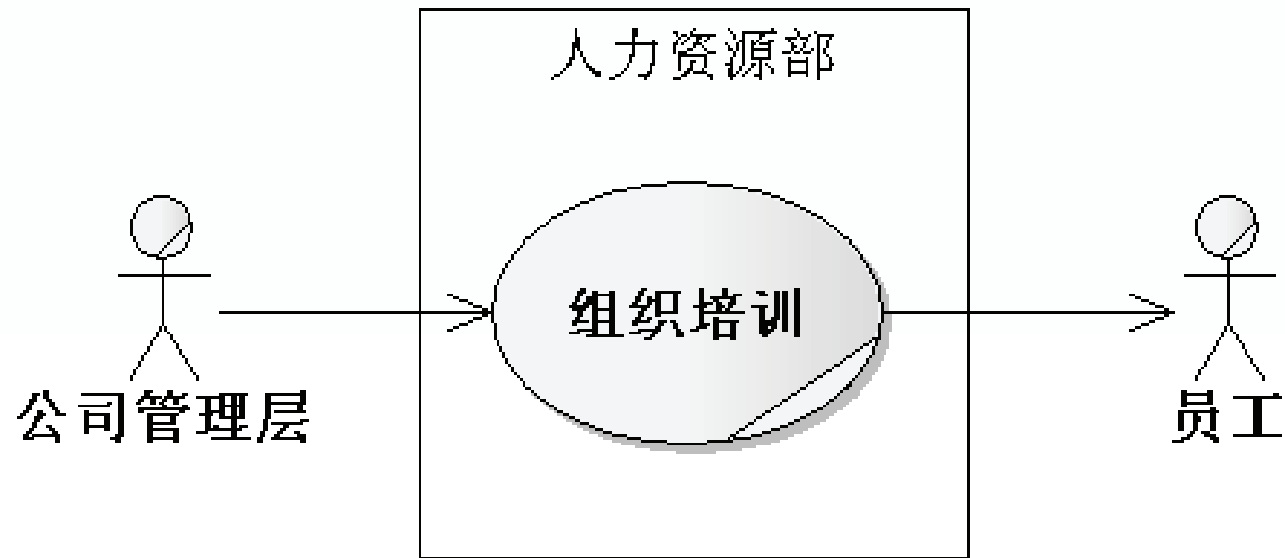 人力资源部
组织培训
公司管理层
员工